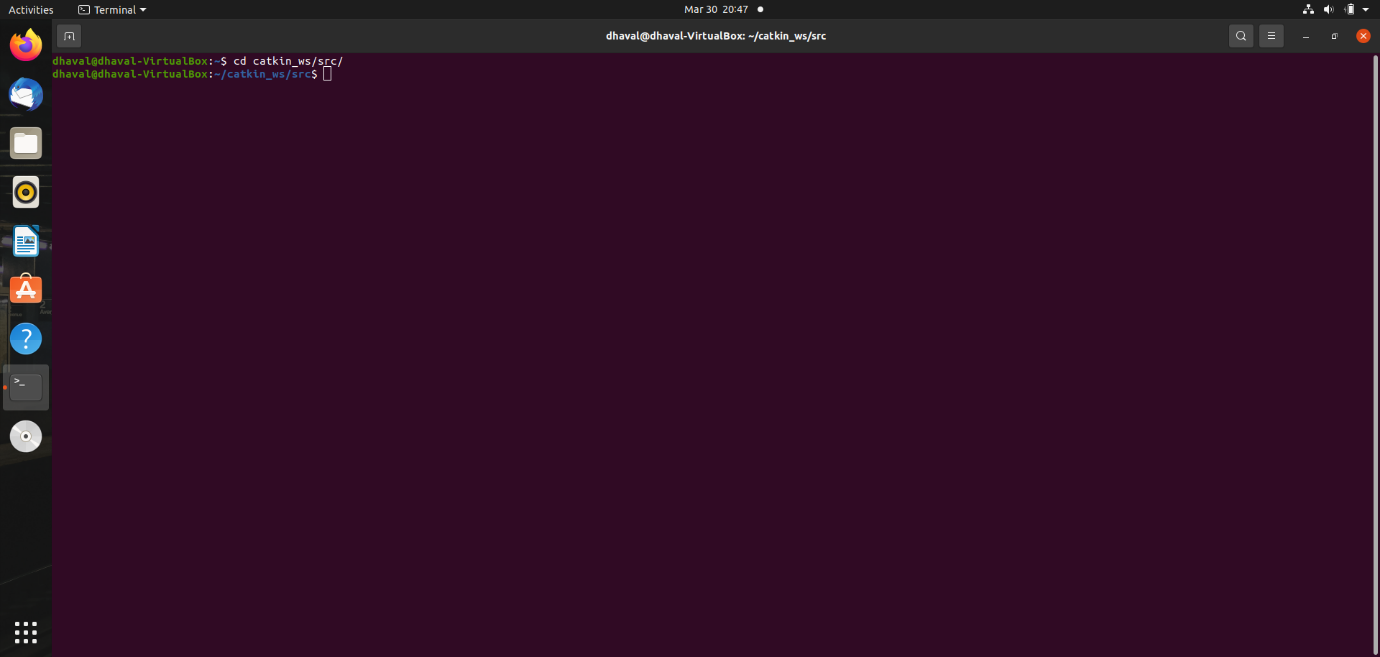 Activities Terminal Mar 30 20:47
dhaval@dhaval-VirtualBox: ~/catkin_ws/src
dhaval@dhaval-VirtualBox:~$ cd catkin_ws/src/
dhaval@dhaval-VirtualBox:~/catkin_ws/src$